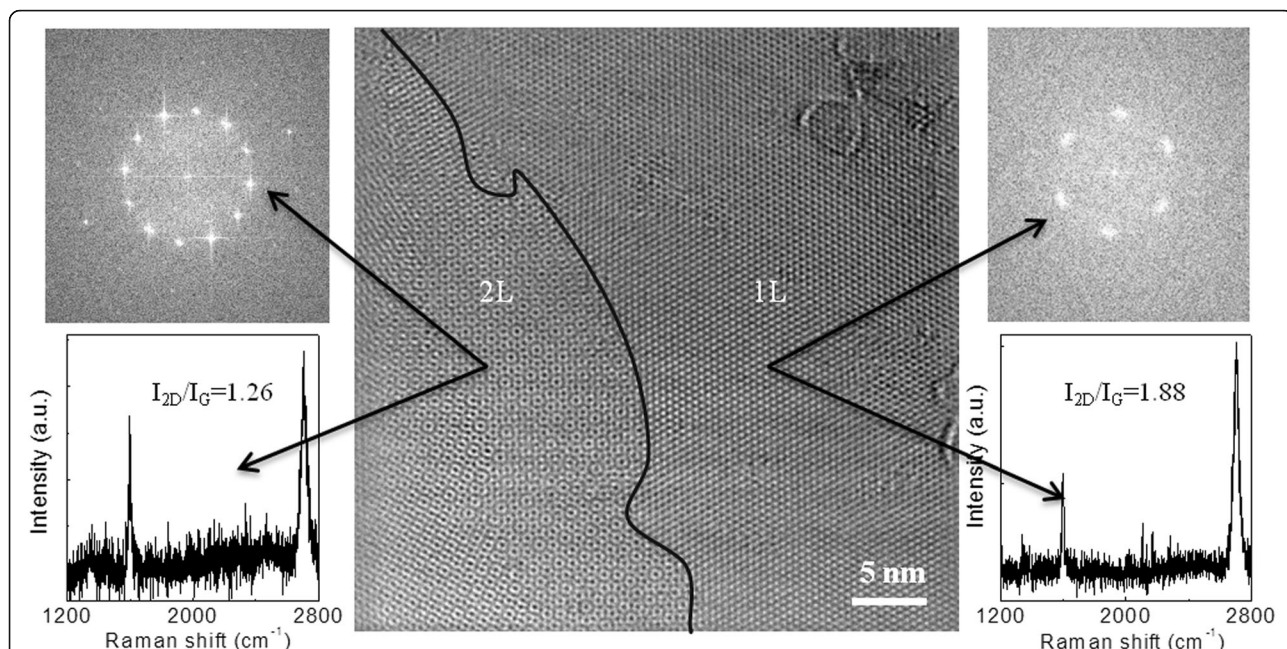 2L
1L
5 nm
I2D/IG=1.26
Intensity (a.u.)
1200 2000 2800
Raman shift (cm⁻¹)
I2D/IG=1.88
Intensity (a.u.)
1200 2000 2800
Raman shift (cm⁻¹)